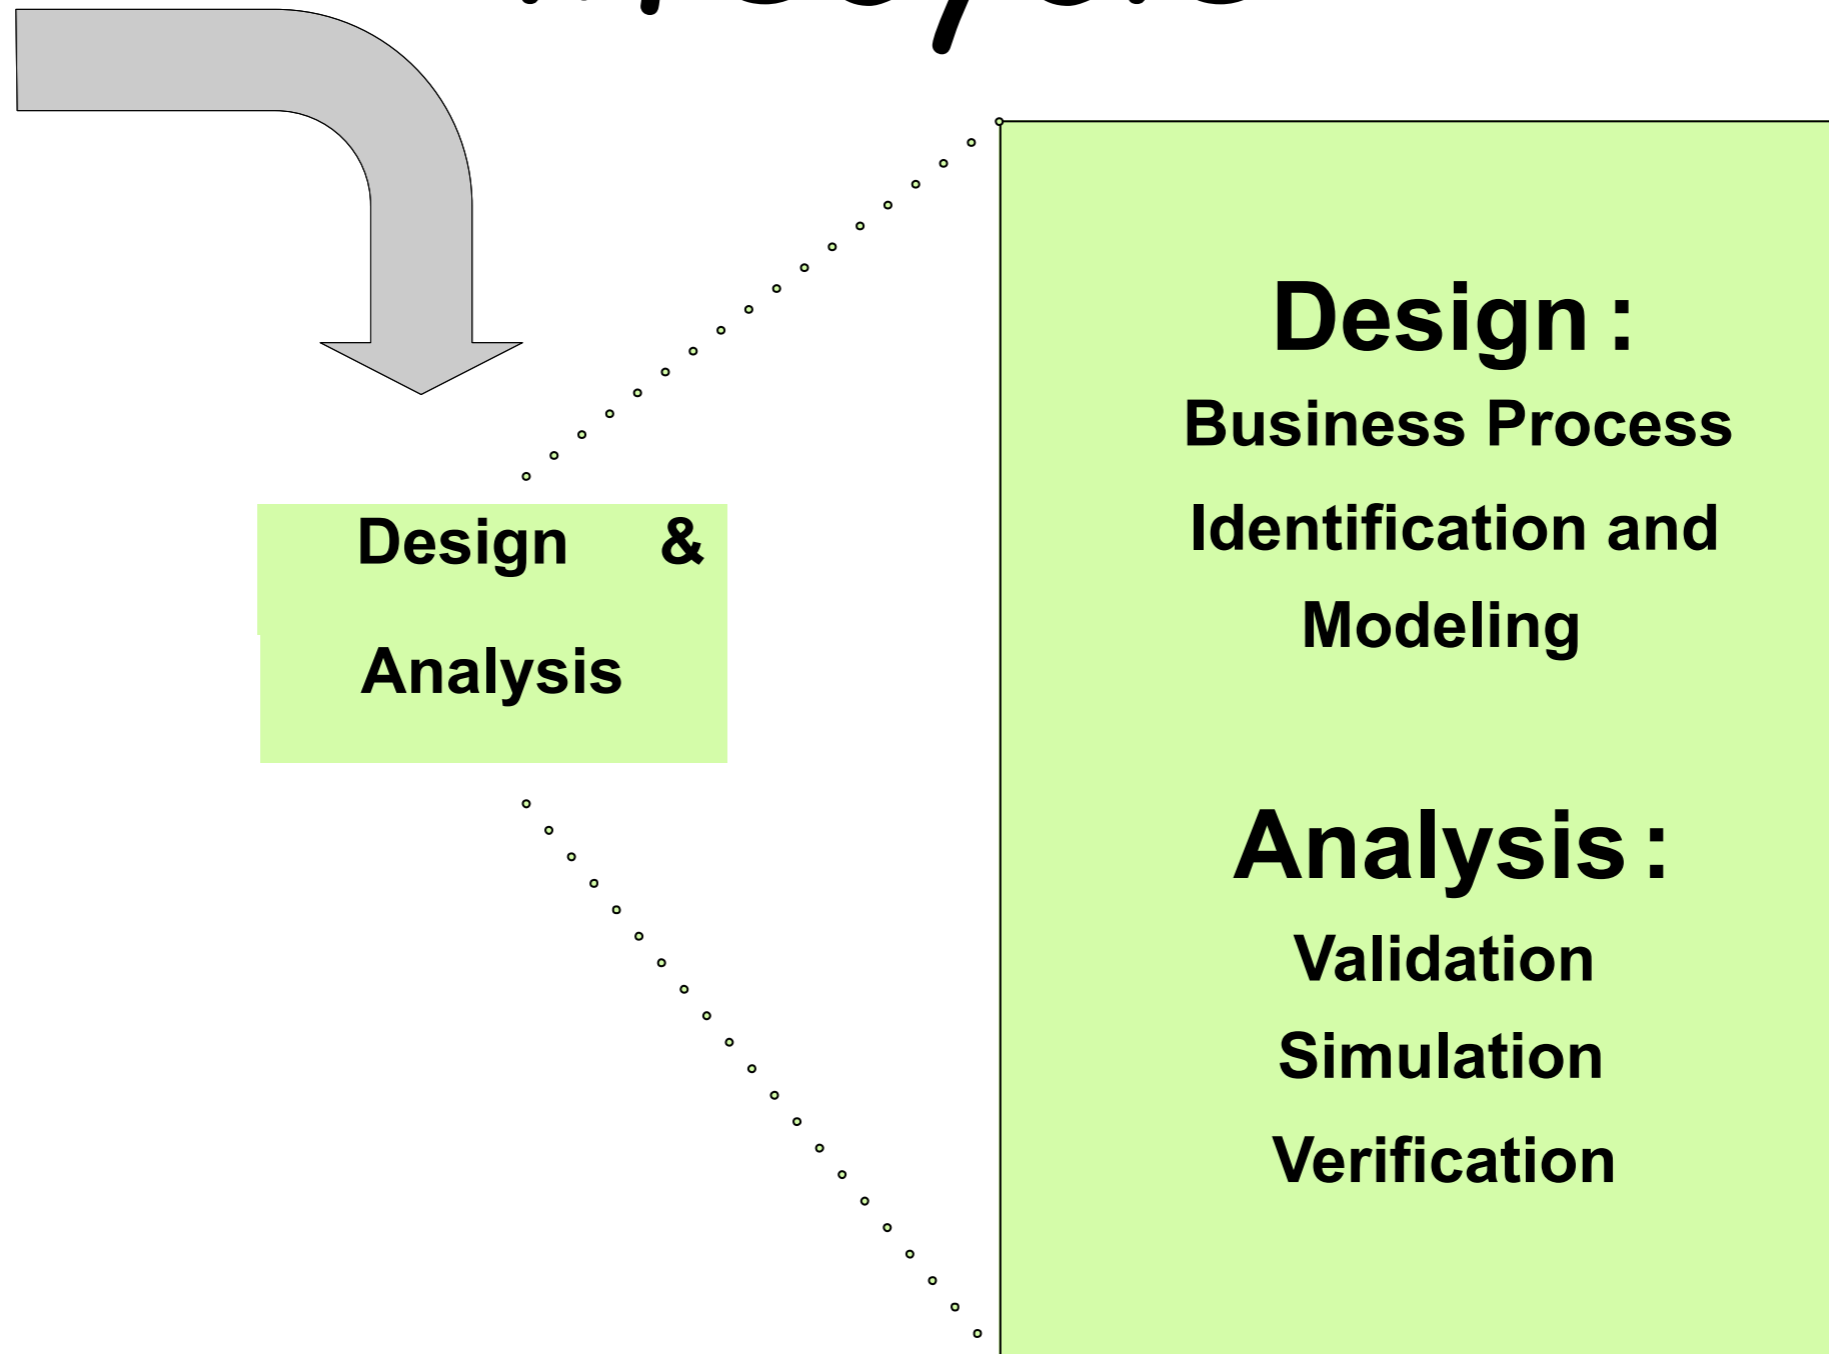 Design &
Analysis
Design :
Business Process
Identification and
Modeling
Analysis :
Validation
Simulation
Verification